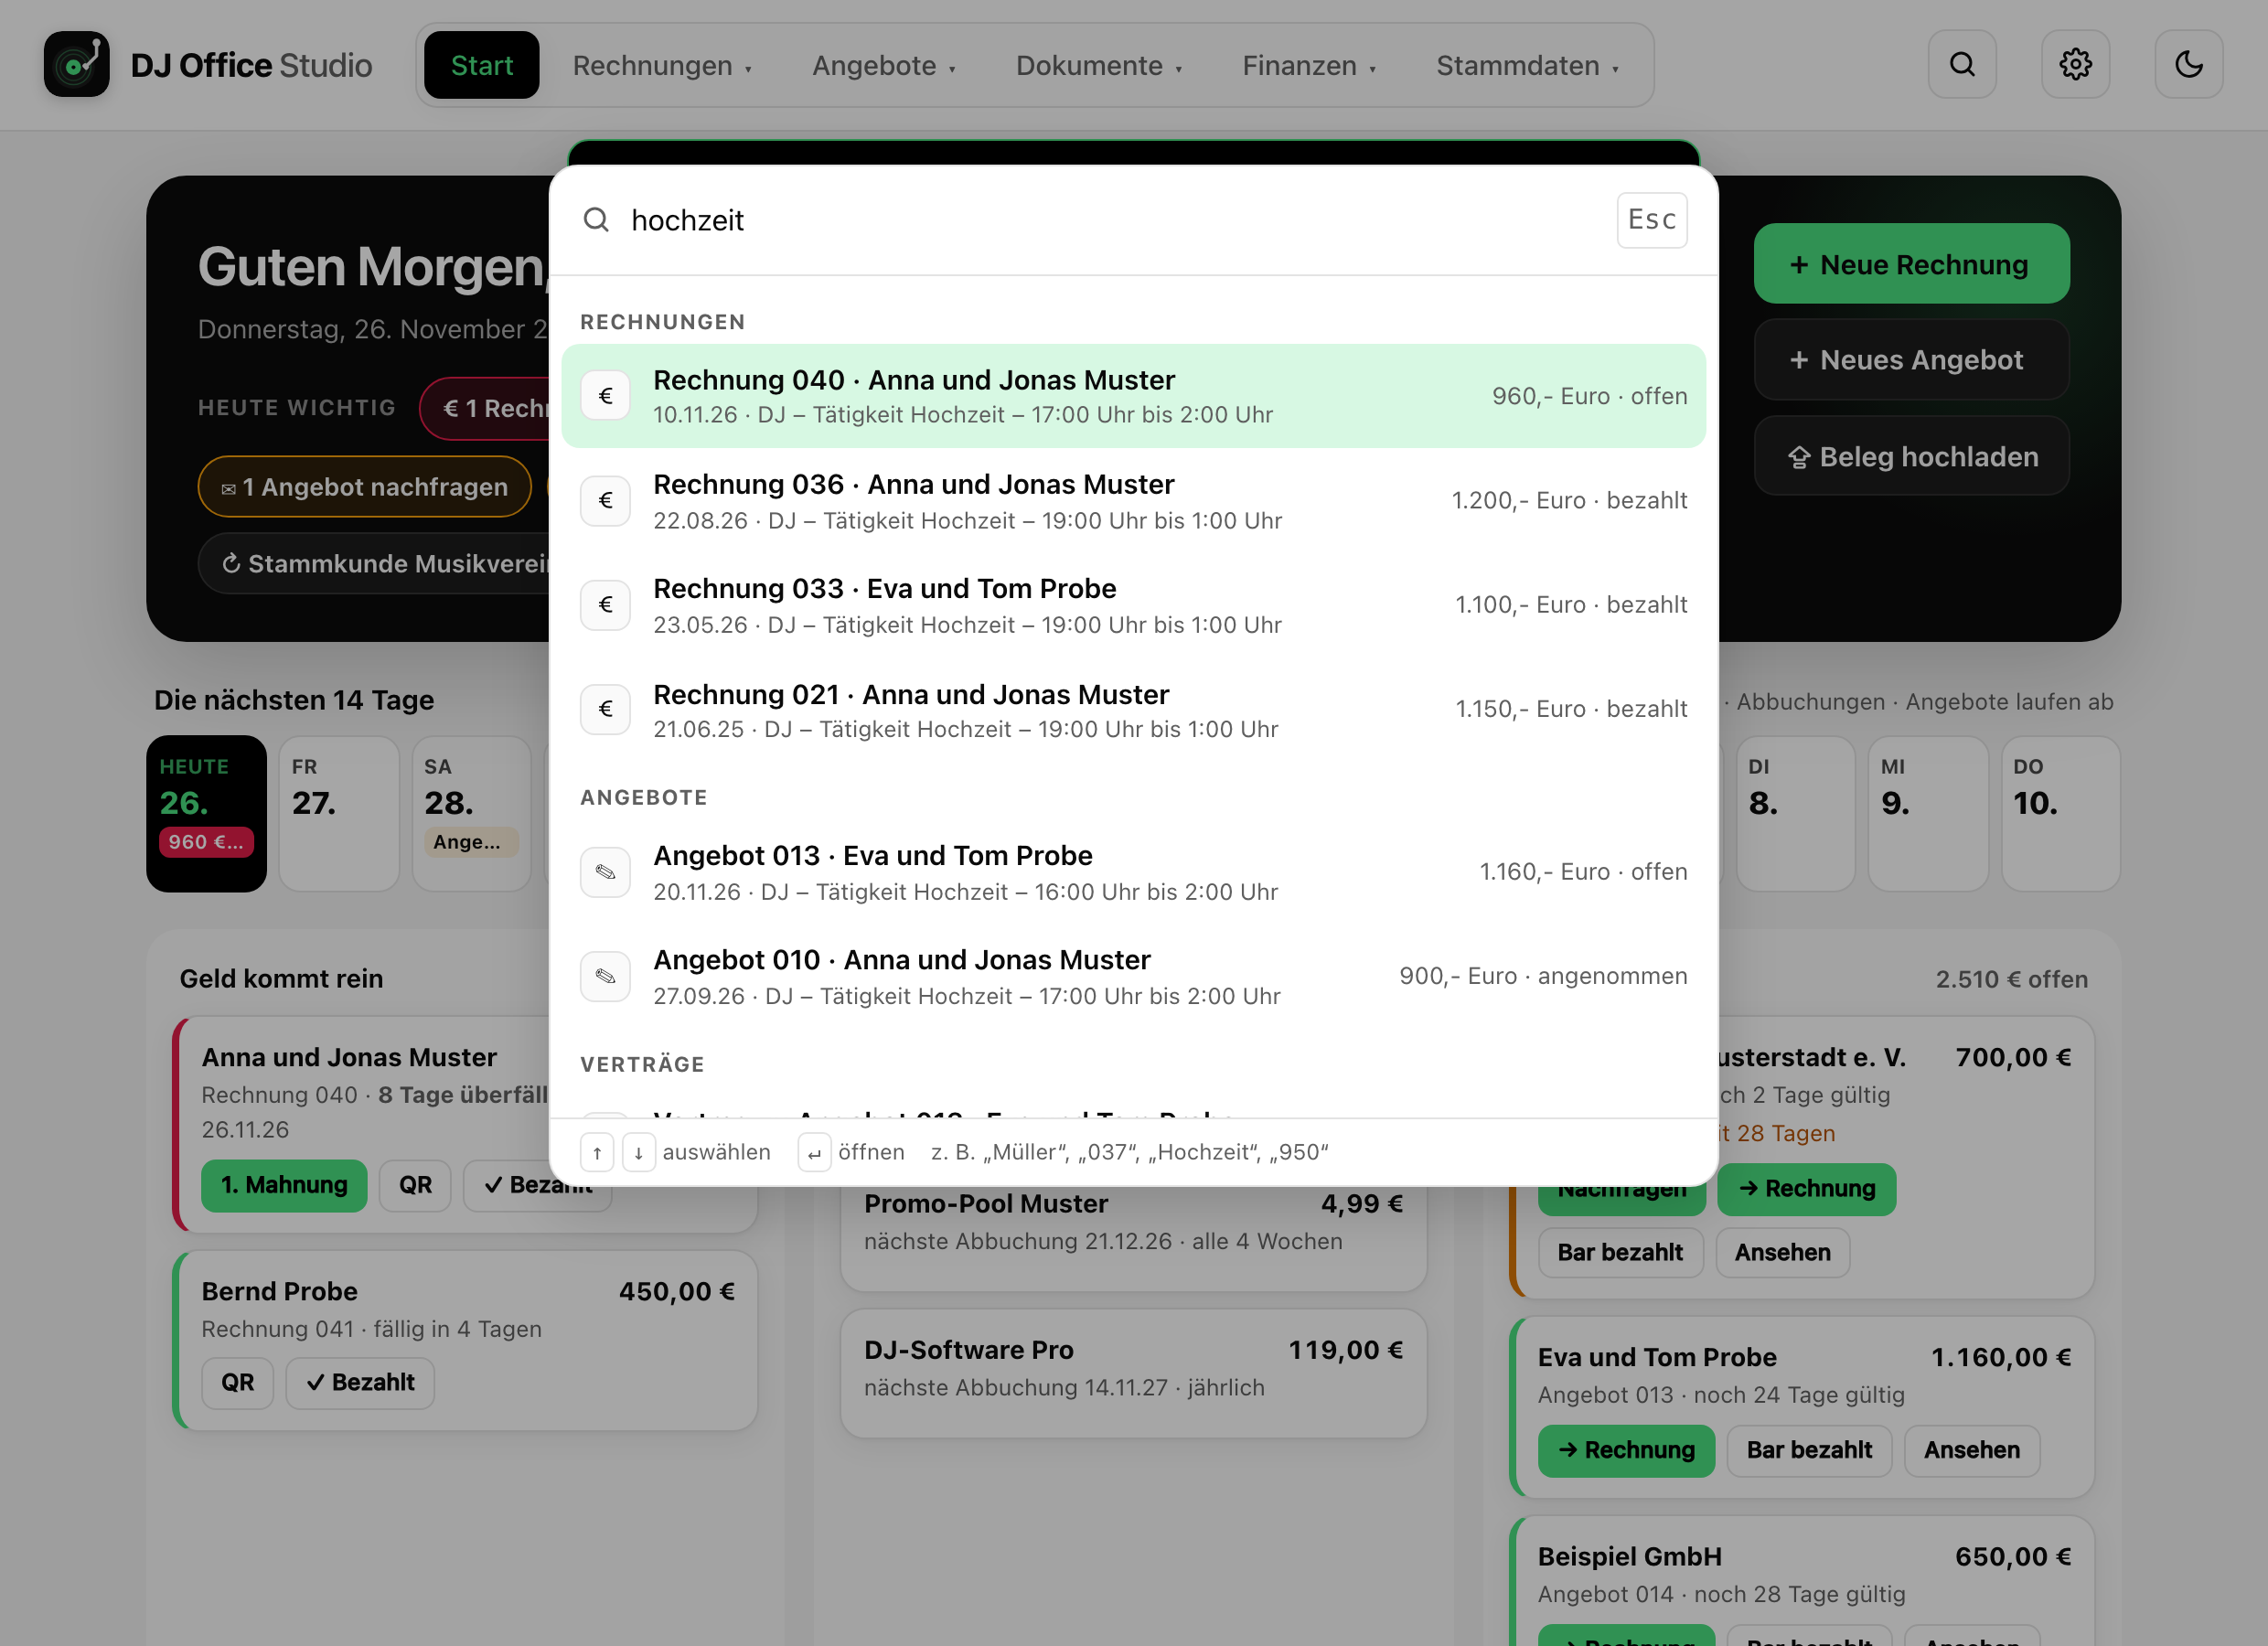 DJ Office Studio
Start
Rechnungen ▾
Angebote ▾
Dokumente ▾
Finanzen ▾
Stammdaten ▾
hochzeit
Esc
RECHNUNGEN
€ Rechnung 040 · Anna und Jonas Muster
10.11.26 · DJ – Tätigkeit Hochzeit – 17:00 Uhr bis 2:00 Uhr
960,- Euro · offen
€ Rechnung 036 · Anna und Jonas Muster
22.08.26 · DJ – Tätigkeit Hochzeit – 19:00 Uhr bis 1:00 Uhr
1.200,- Euro · bezahlt
€ Rechnung 033 · Eva und Tom Probe
23.05.26 · DJ – Tätigkeit Hochzeit – 19:00 Uhr bis 1:00 Uhr
1.100,- Euro · bezahlt
€ Rechnung 021 · Anna und Jonas Muster
21.06.25 · DJ – Tätigkeit Hochzeit – 19:00 Uhr bis 1:00 Uhr
1.150,- Euro · bezahlt
ANGEBOTE
✎ Angebot 013 · Eva und Tom Probe
20.11.26 · DJ – Tätigkeit Hochzeit – 16:00 Uhr bis 2:00 Uhr
1.160,- Euro · offen
✎ Angebot 010 · Anna und Jonas Muster
27.09.26 · DJ – Tätigkeit Hochzeit – 17:00 Uhr bis 2:00 Uhr
900,- Euro · angenommen
VERTRÄGE
↑ ↓ auswählen ↵ öffnen z. B. „Müller“, „037“, „Hochzeit“, „950“
Guten Morgen,
Donnerstag, 26. November
HEUTE WICHTIG
€ 1
✉ 1 Angebot nachfragen
↻ Stammkunde
+ Neue Rechnung
+ Neues Angebot
Beleg hochladen
Die nächsten 14 Tage
· Abbuchungen · Angebote laufen ab
HEUTE
26.
960 €...
FR
27.
SA
28.
Ange...
DI
8.
MI
9.
DO
10.
Geld kommt rein
Anna und Jonas Muster
Rechnung 040 · 8 Tage
26.11.26
1. Mahnung
QR
✓ Bezahlt
Bernd Probe
450,00 €
Rechnung 041 · fällig in 4 Tagen
QR
✓ Bezahlt
Promo-Pool Muster
4,99 €
nächste Abbuchung 21.12.26 · alle 4 Wochen
DJ-Software Pro
119,00 €
nächste Abbuchung 14.11.27 · jährlich
2.510 € offen
e. V.
700,00 €
2 Tage gültig
28 Tagen
Nachfragen
→ Rechnung
Bar bezahlt
Ansehen
Eva und Tom Probe
1.160,00 €
Angebot 013 · noch 24 Tage gültig
→ Rechnung
Bar bezahlt
Ansehen
Beispiel GmbH
650,00 €
Angebot 014 · noch 28 Tage gültig